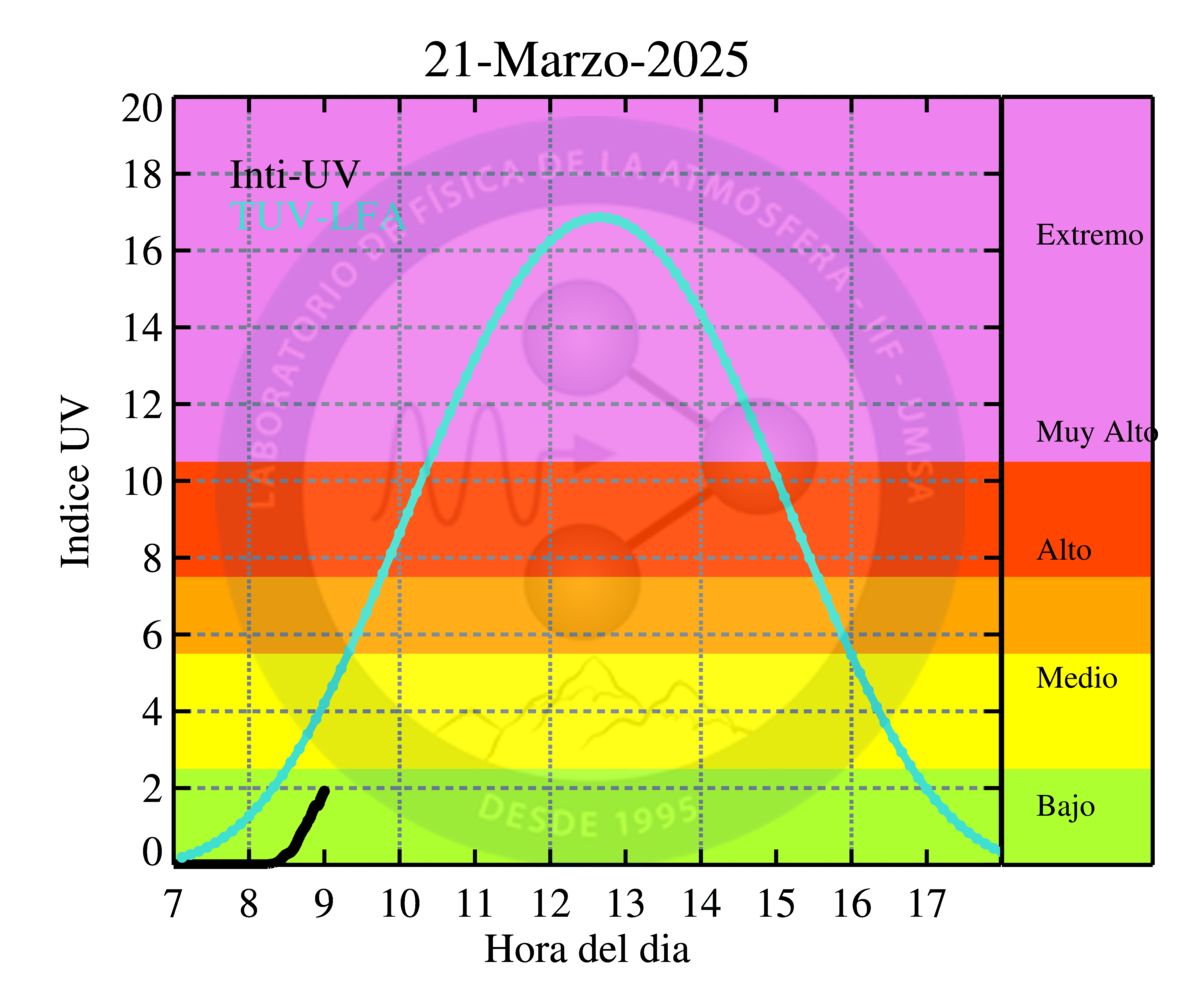 21-Marzo-2025
20
18
16
14
12
10
8
6
4
2
0
Indice UV
Inti-UV
TUV-LFA
LABORATORIO DE FÍSICA DE LA ATMÓSFERA - IIF - UMSA
DESDE 1995
Extremo
Muy Alto
Alto
Medio
Bajo
7 8 9 10 11 12 13 14 15 16 17
Hora del dia